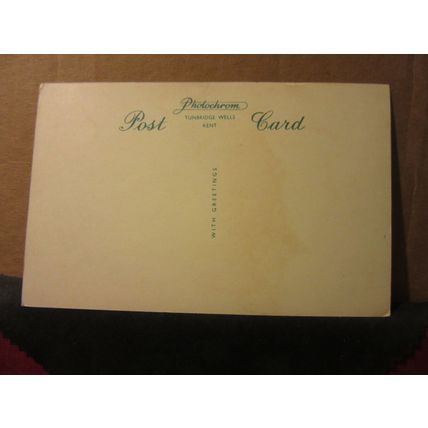 Photochrom
Post TUNBRIDGE WELLS Card
KENT
WITH GREETINGS